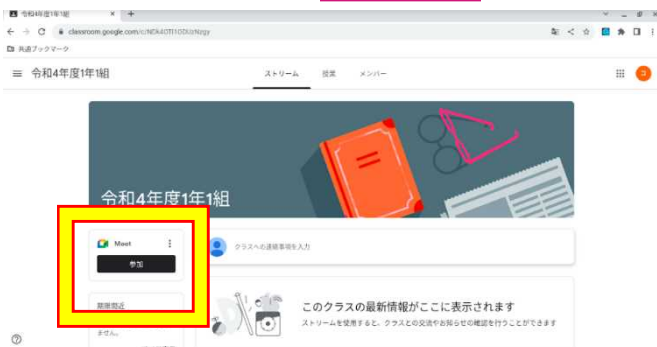 令和4年度1年1組
共通ブックマーク
令和4年度1年1組
ストリーム 授業 メンバー
令和4年度1年1組
Meet
参加
クラスへの連絡事項を入力
期限間近
ません。
このクラスの最新情報がここに表示されます
ストリームを使用すると、クラスとの交流やお知らせの確認を行うことができます